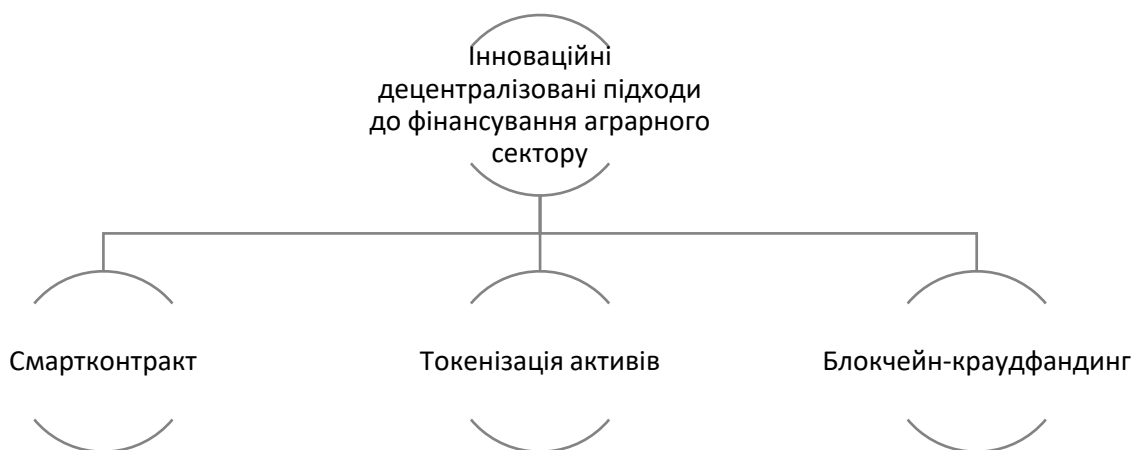 Інноваційні
децентралізовані підходи
до фінансування аграрного
сектору
Смартконтракт
Токенізація активів
Блокчейн-краудфандинг